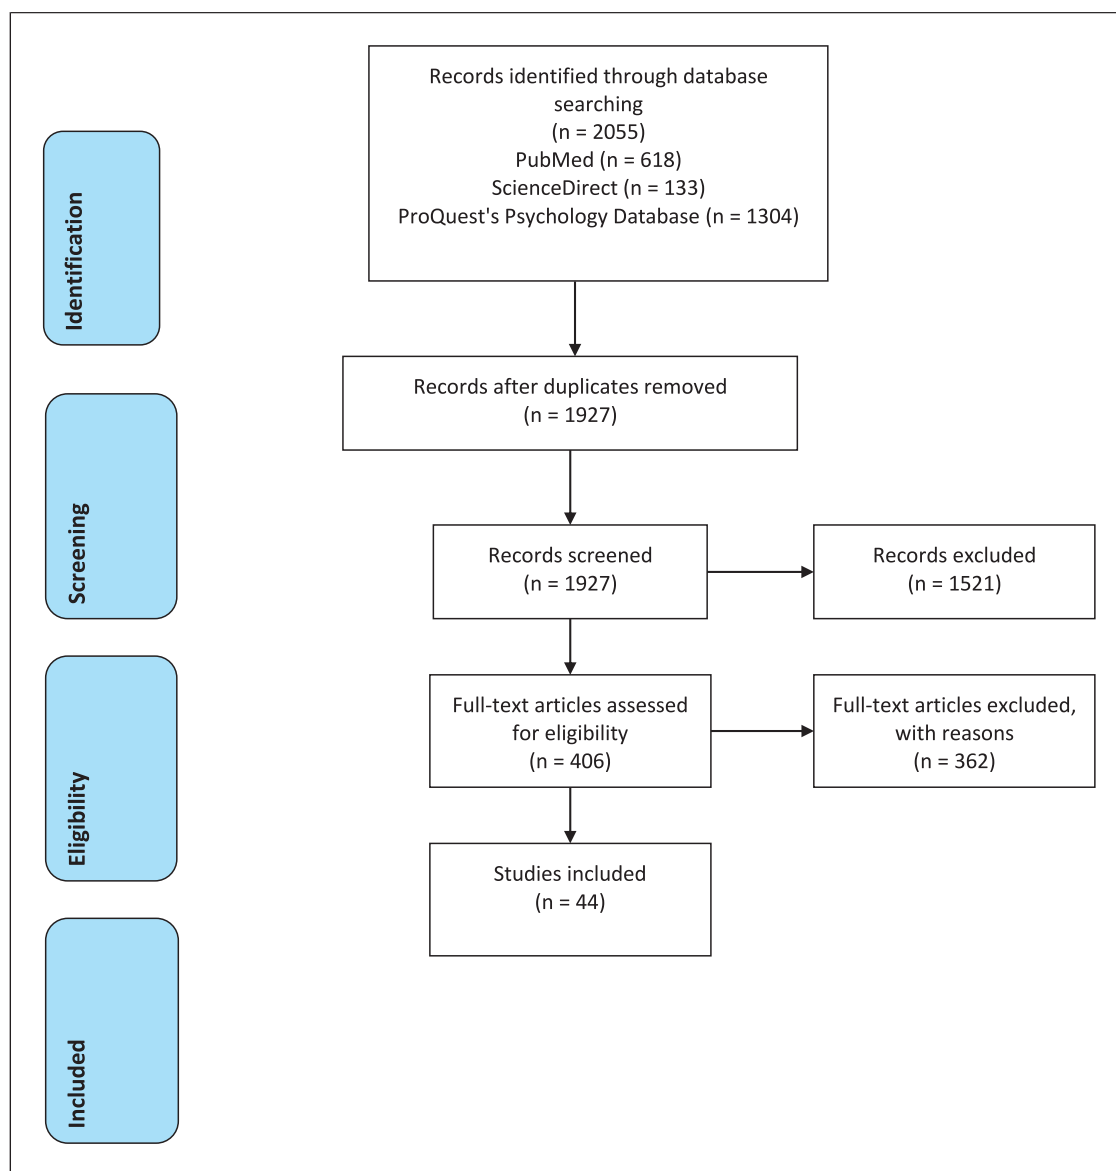 Identification
Records identified through database
searching
(n = 2055)
PubMed (n = 618)
ScienceDirect (n = 133)
ProQuest's Psychology Database (n = 1304)
Records after duplicates removed
(n = 1927)
Screening
Records screened
(n = 1927)
Records excluded
(n = 1521)
Eligibility
Full-text articles assessed
for eligibility
(n = 406)
Full-text articles excluded,
with reasons
(n = 362)
Included
Studies included
(n = 44)